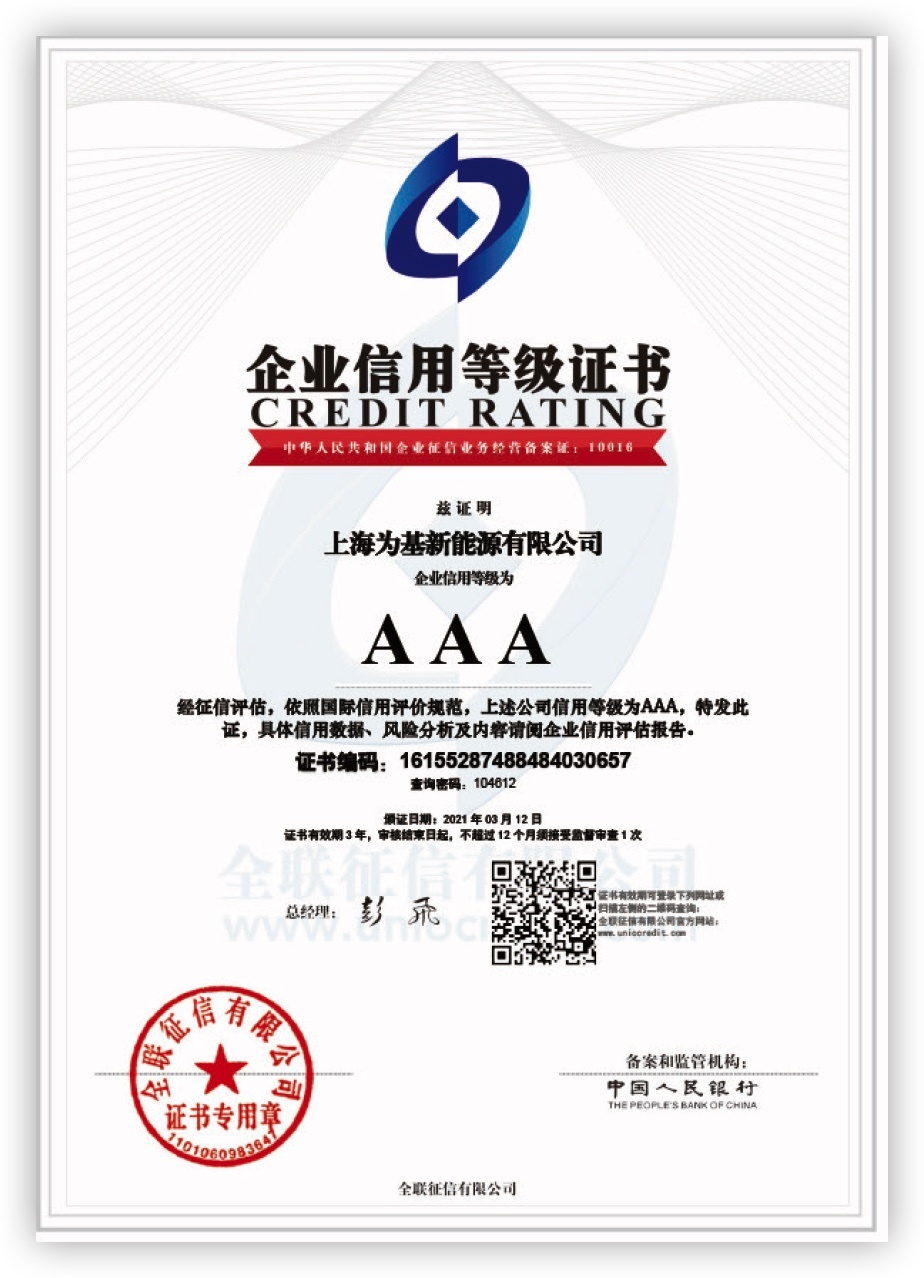 企业信用等级证书
CREDIT RATING
中华人民共和国企业征信业务经营备案证：10016
兹证明
上海为基新能源有限公司
企业信用等级为
AAA
经征信评估，依照国际信用评价规范，上述公司信用等级为AAA，特发此
证，具体信用数据、风险分析及内容请阅企业信用评估报告。
证书编码：16155287488484030657
查询密码：104612
颁证日期：2021年03月12日
证书有效期3年，审核结束日起，不超过12个月须接受监督审查1次
全联征信有限公司
总经理：彭飛
证书有效期可登录下列网址或
扫描左侧的二维码查询：
全联征信有限公司官方网站：
www.uniccredit.com
全联征信有限公司
证书专用章
1101060983647
备案和监管机构：
中国人民银行
THE PEOPLE'S BANK OF CHINA
全联征信有限公司